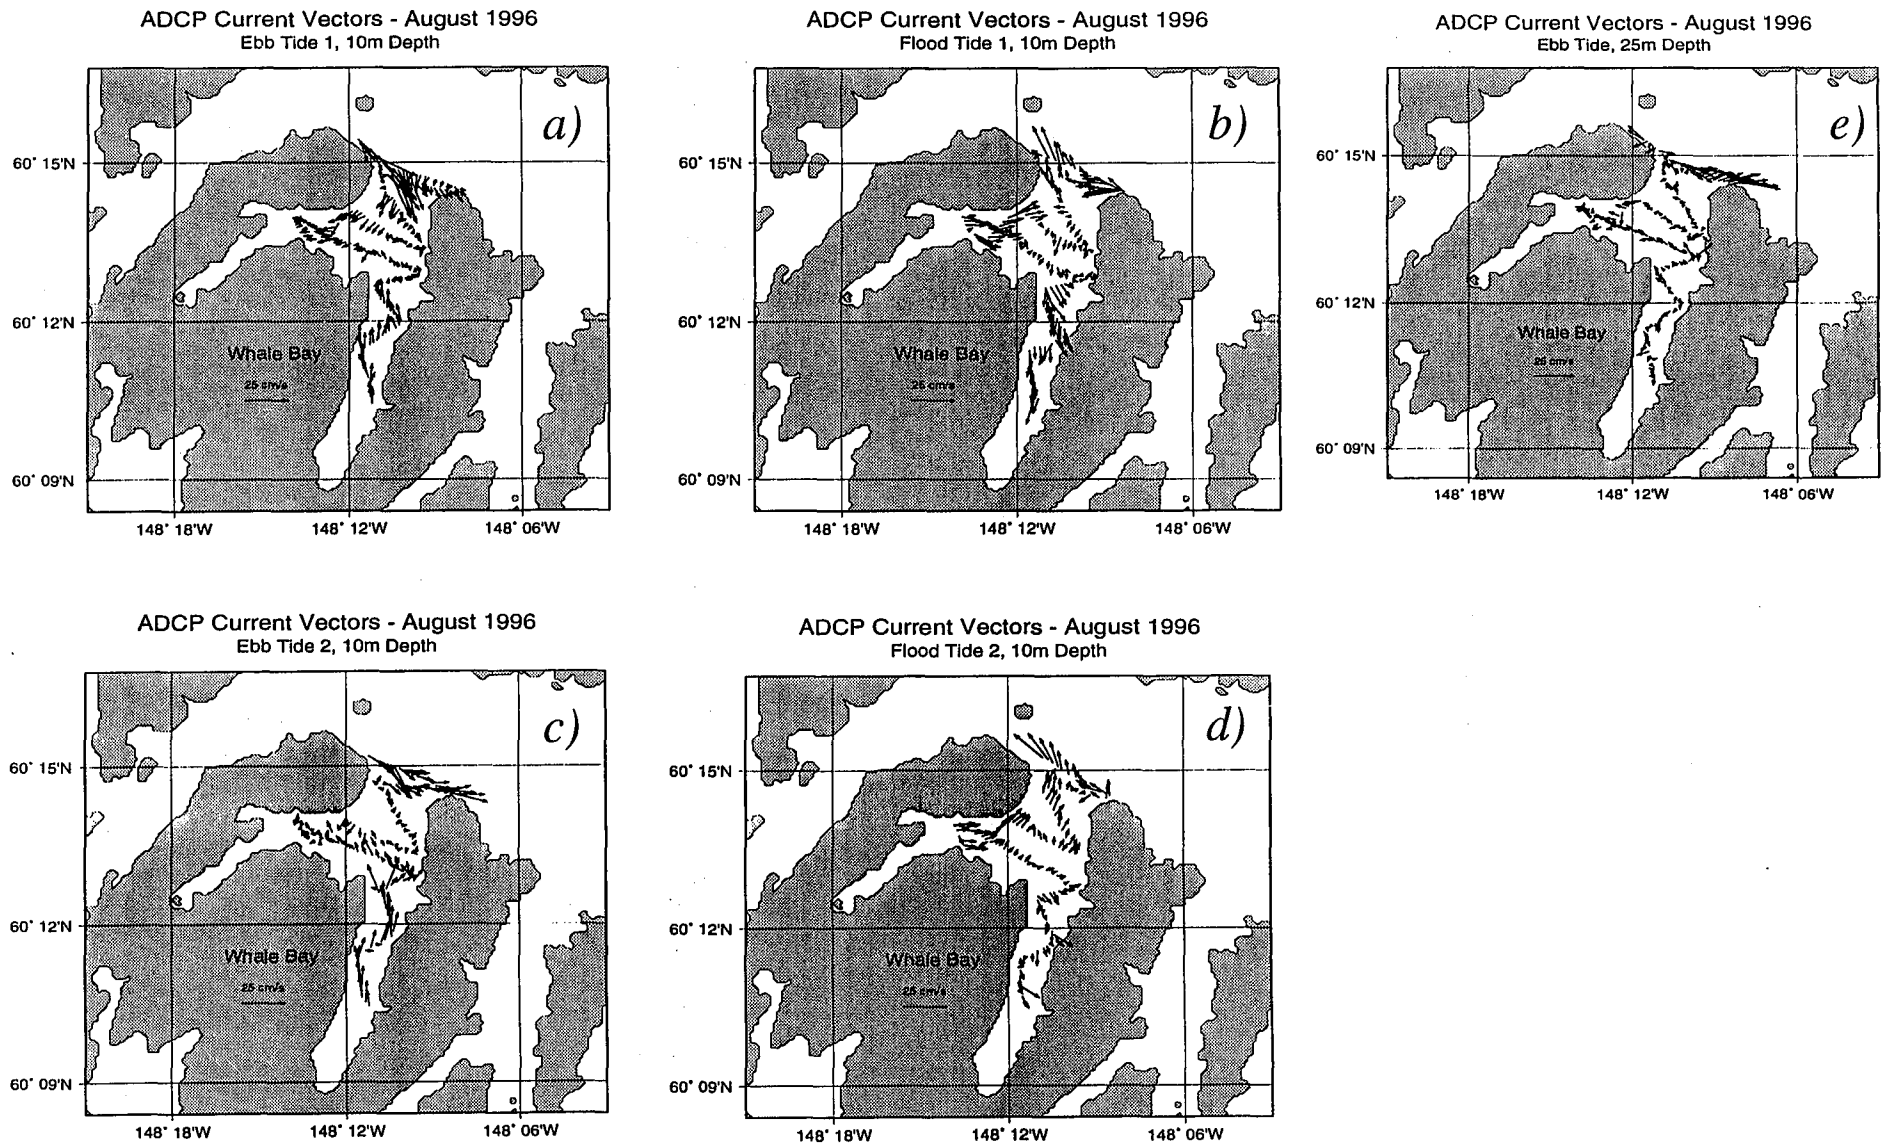 ADCP Current Vectors - August 1996
Ebb Tide 1, 10m Depth
a)
60° 15'N
60° 12'N
60° 09'N
Whale Bay
25 cm/s
148° 18'W
148° 12'W
148° 06'W
ADCP Current Vectors - August 1996
Flood Tide 1, 10m Depth
b)
60° 15'N
60° 12'N
60° 09'N
Whale Bay
25 cm/s
148° 18'W
148° 12'W
148° 06'W
ADCP Current Vectors - August 1996
Ebb Tide, 25m Depth
e)
60° 15'N
60° 12'N
60° 09'N
Whale Bay
25 cm/s
148° 18'W
148° 12'W
148° 06'W
ADCP Current Vectors - August 1996
Ebb Tide 2, 10m Depth
c)
60° 15'N
60° 12'N
60° 09'N
Whale Bay
25 cm/s
148° 18'W
148° 12'W
148° 06'W
ADCP Current Vectors - August 1996
Flood Tide 2, 10m Depth
d)
60° 15'N
60° 12'N
60° 09'N
Whale Bay
25 cm/s
148° 18'W
148° 12'W
148° 06'W